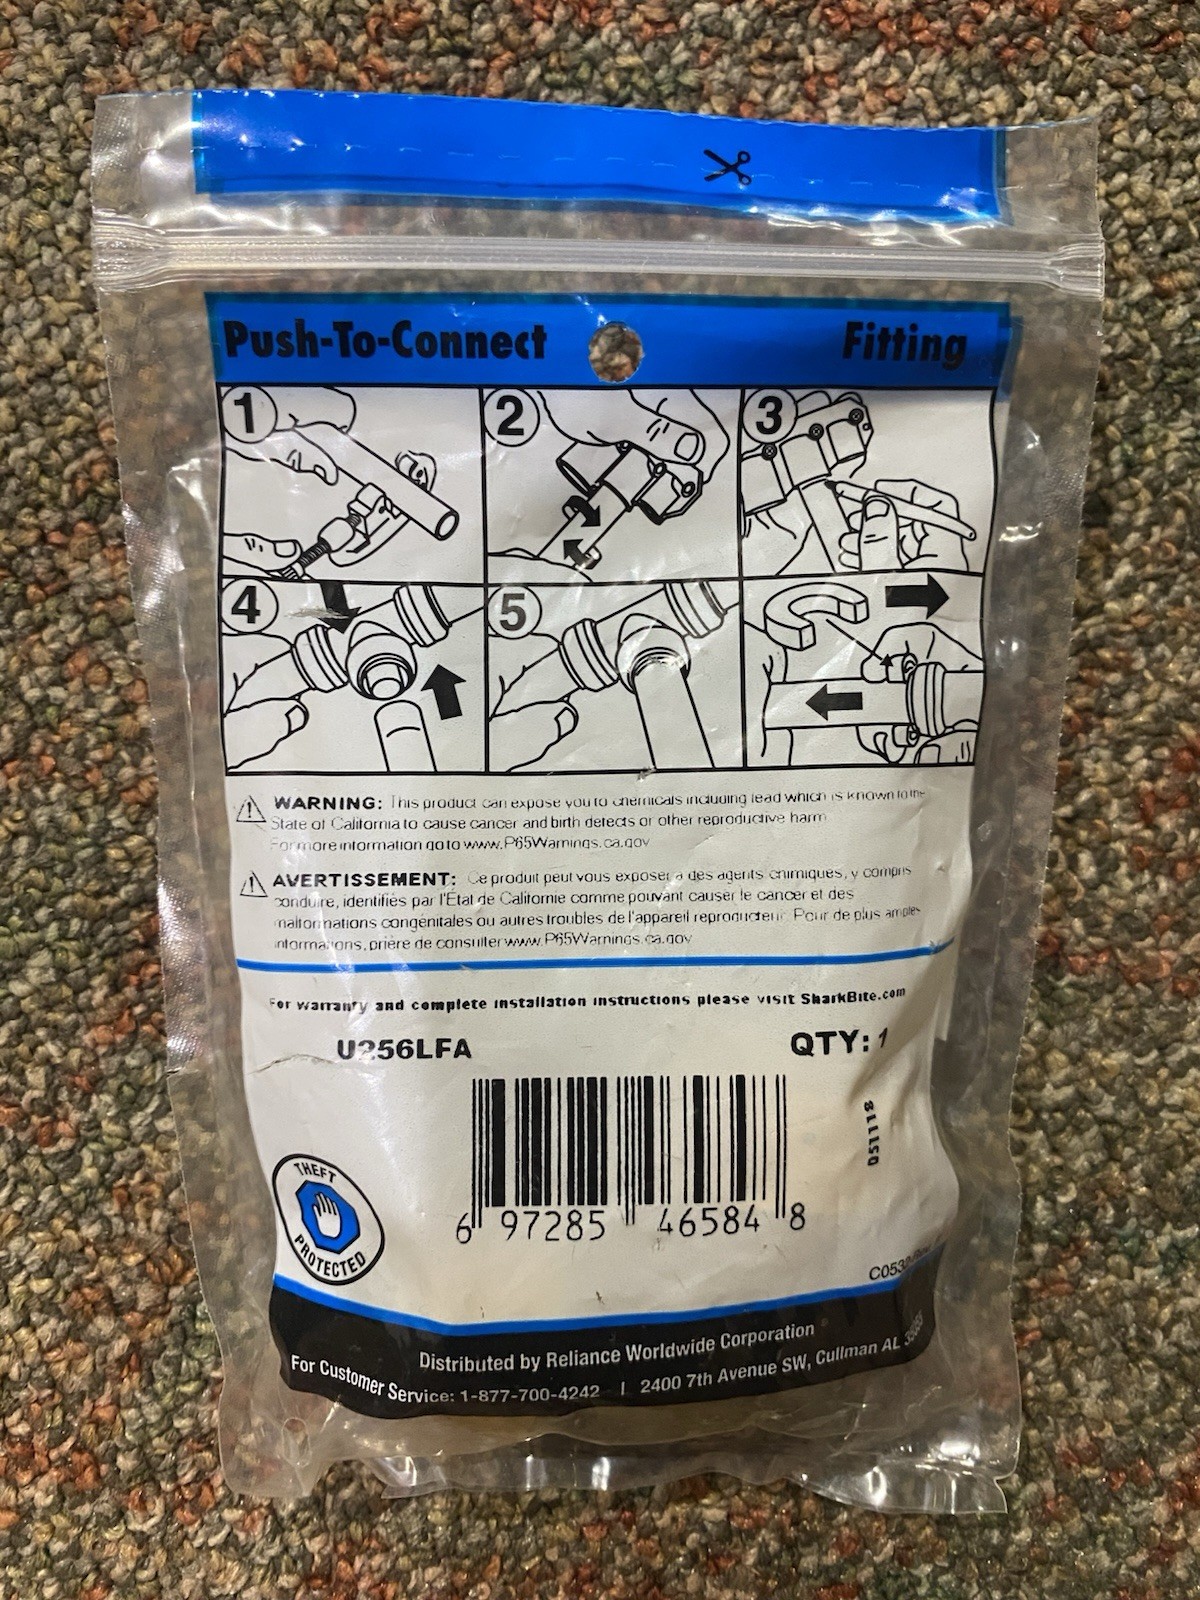 Push-To-Connect Fitting
1
2
3
4
5
WARNING: This product can expose you to chemicals including lead which is known to the
State of California to cause cancer and birth defects or other reproductive harm
For more information go to www.P65Warnings.ca.gov
AVERTISSEMENT: Ce produit peut vous exposer a des agents chimiques, y compris
conduire, identifiés par l'État de Californie comme pouvant causer le cancer et des
malformations congénitales ou autres troubles de l'appareil reproducteur. Pour de plus amples
informations, prière de consulter www.P65Warnings.ca.gov
For warranty and complete installation instructions please visit SharkBite.com
U256LFA QTY: 1
051118
6 97285 46584 8
THEFT
PROTECTED
Distributed by Reliance Worldwide Corporation
For Customer Service: 1-877-700-4242 | 2400 7th Avenue SW, Cullman AL